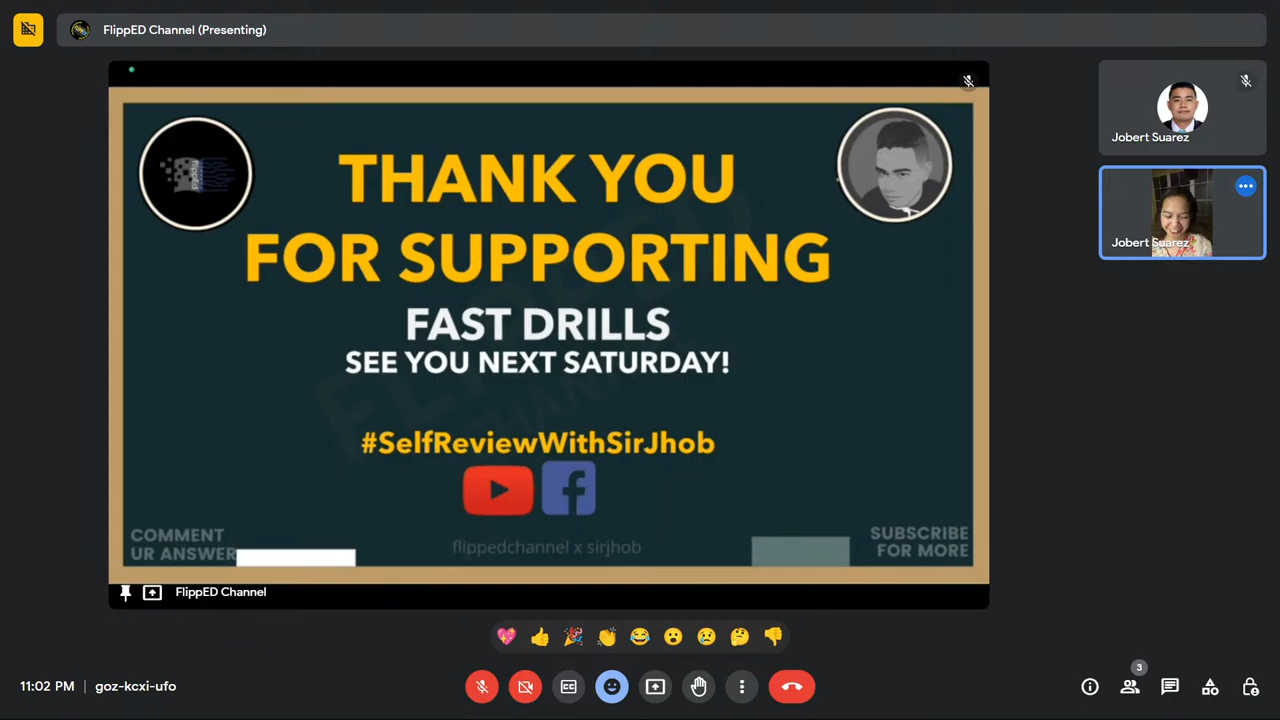 FlippED Channel (Presenting)
THANK YOU
FOR SUPPORTING
FAST DRILLS
SEE YOU NEXT SATURDAY!
#SelfReviewWithSirJhob
COMMENT
UR ANSWER
flippedchannel x sirjhob
SUBSCRIBE
FOR MORE
FlippED Channel
Jobert Suarez
Jobert Suarez
11:02 PM
goz-kcxi-ufo
3